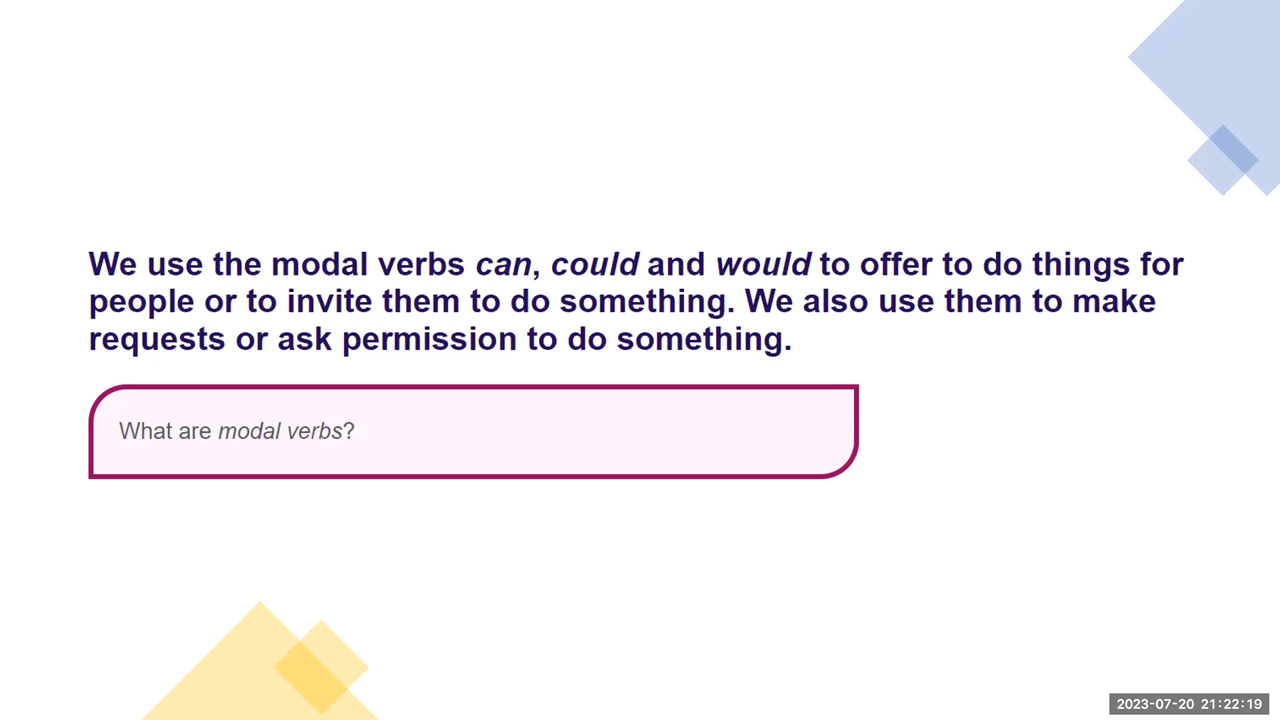 We use the modal verbs can, could and would to offer to do things for
people or to invite them to do something. We also use them to make
requests or ask permission to do something.
What are modal verbs?
2023-07-20 21:22:19